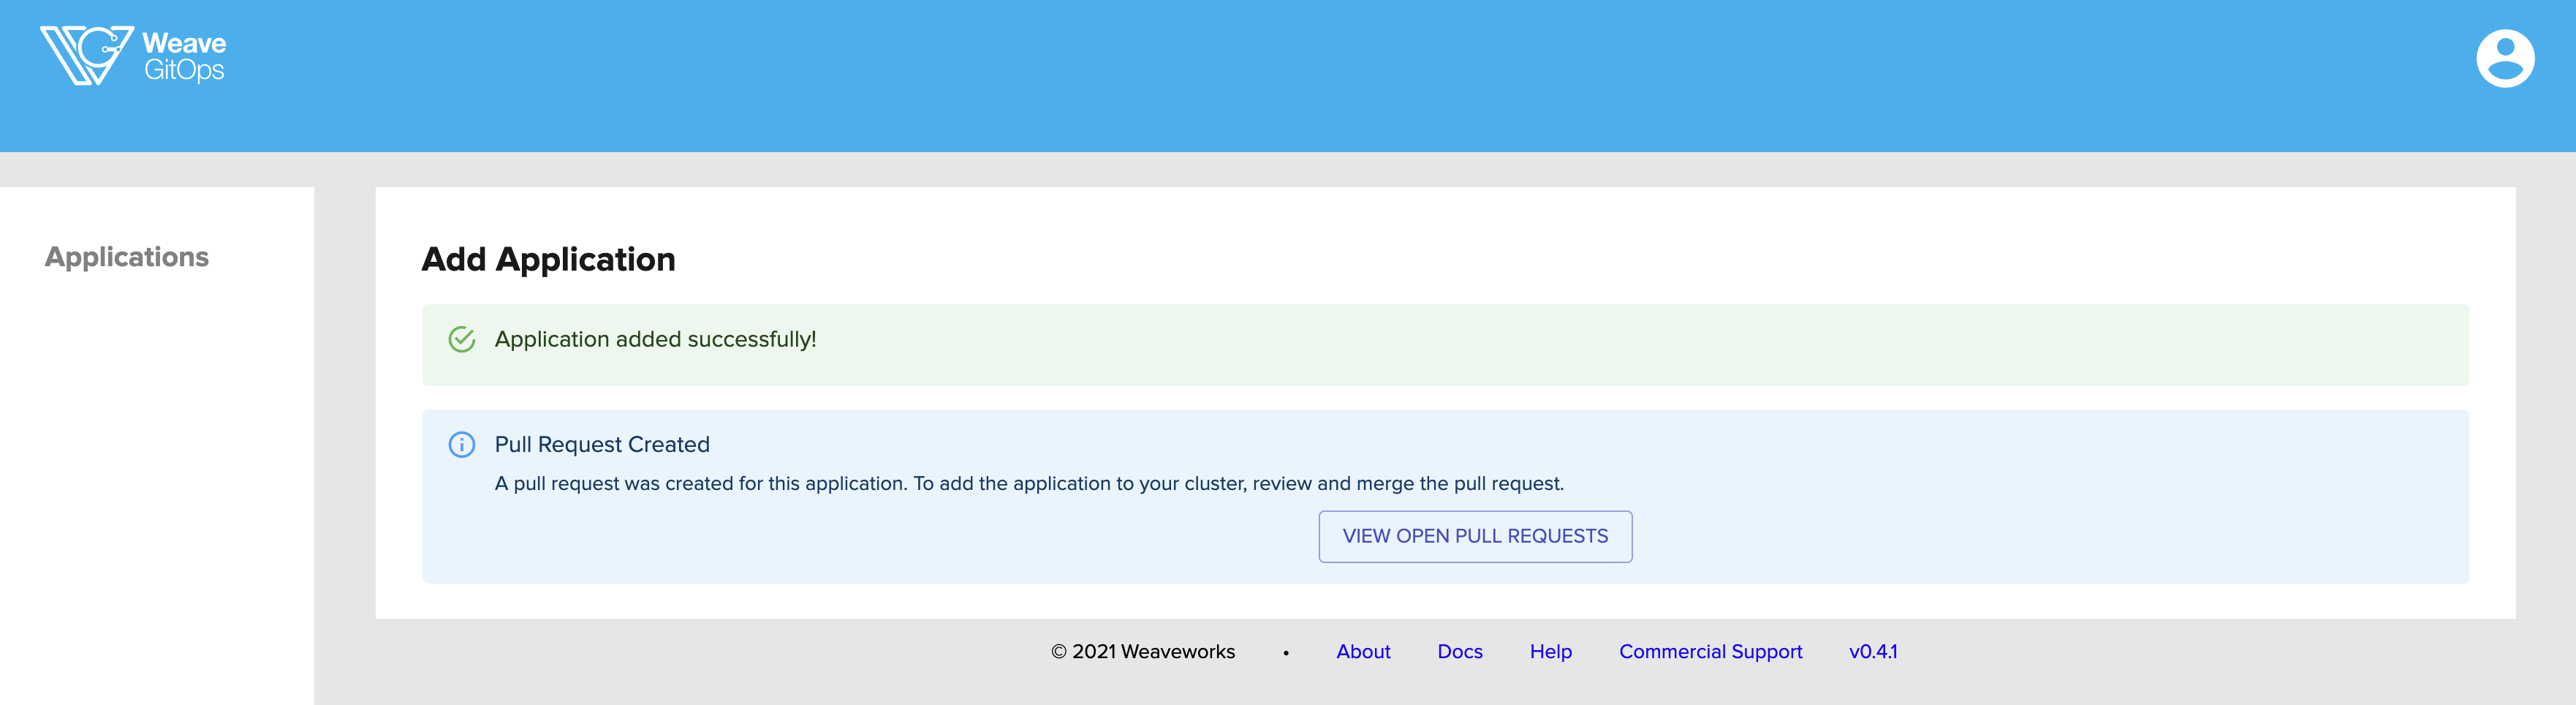 Weave
GitOps
Applications
Add Application
Application added successfully!
Pull Request Created
A pull request was created for this application. To add the application to your cluster, review and merge the pull request.
VIEW OPEN PULL REQUESTS
© 2021 Weaveworks • About Docs Help Commercial Support v0.4.1